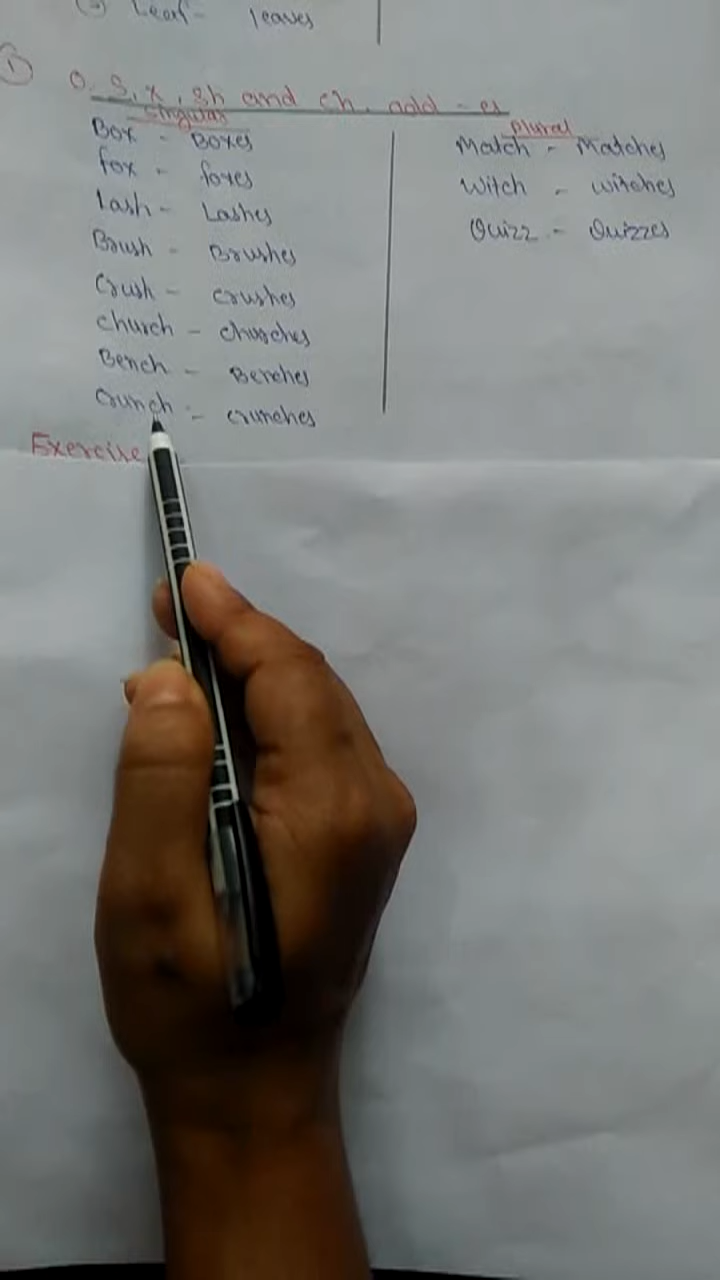 Leaf - leaves
① O, S, x, sh and ch, add - es
Singular
Box - Boxes
fox - foxes
Lash - Lashes
Brush - Brushes
Crush - crushes
church - churches
Bench - Benches
Crunch - crunches
Plural
Match - Matches
Witch - witches
Quizz - Quizzes
Exercise